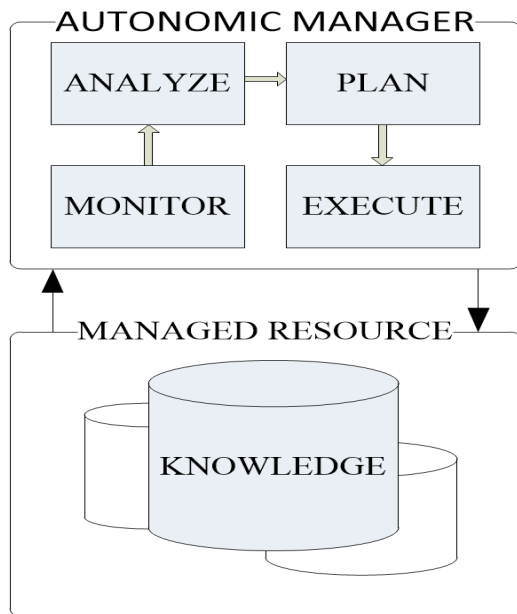 AUTONOMIC MANAGER
ANALYZE
PLAN
MONITOR
EXECUTE
MANAGED RESOURCE
KNOWLEDGE